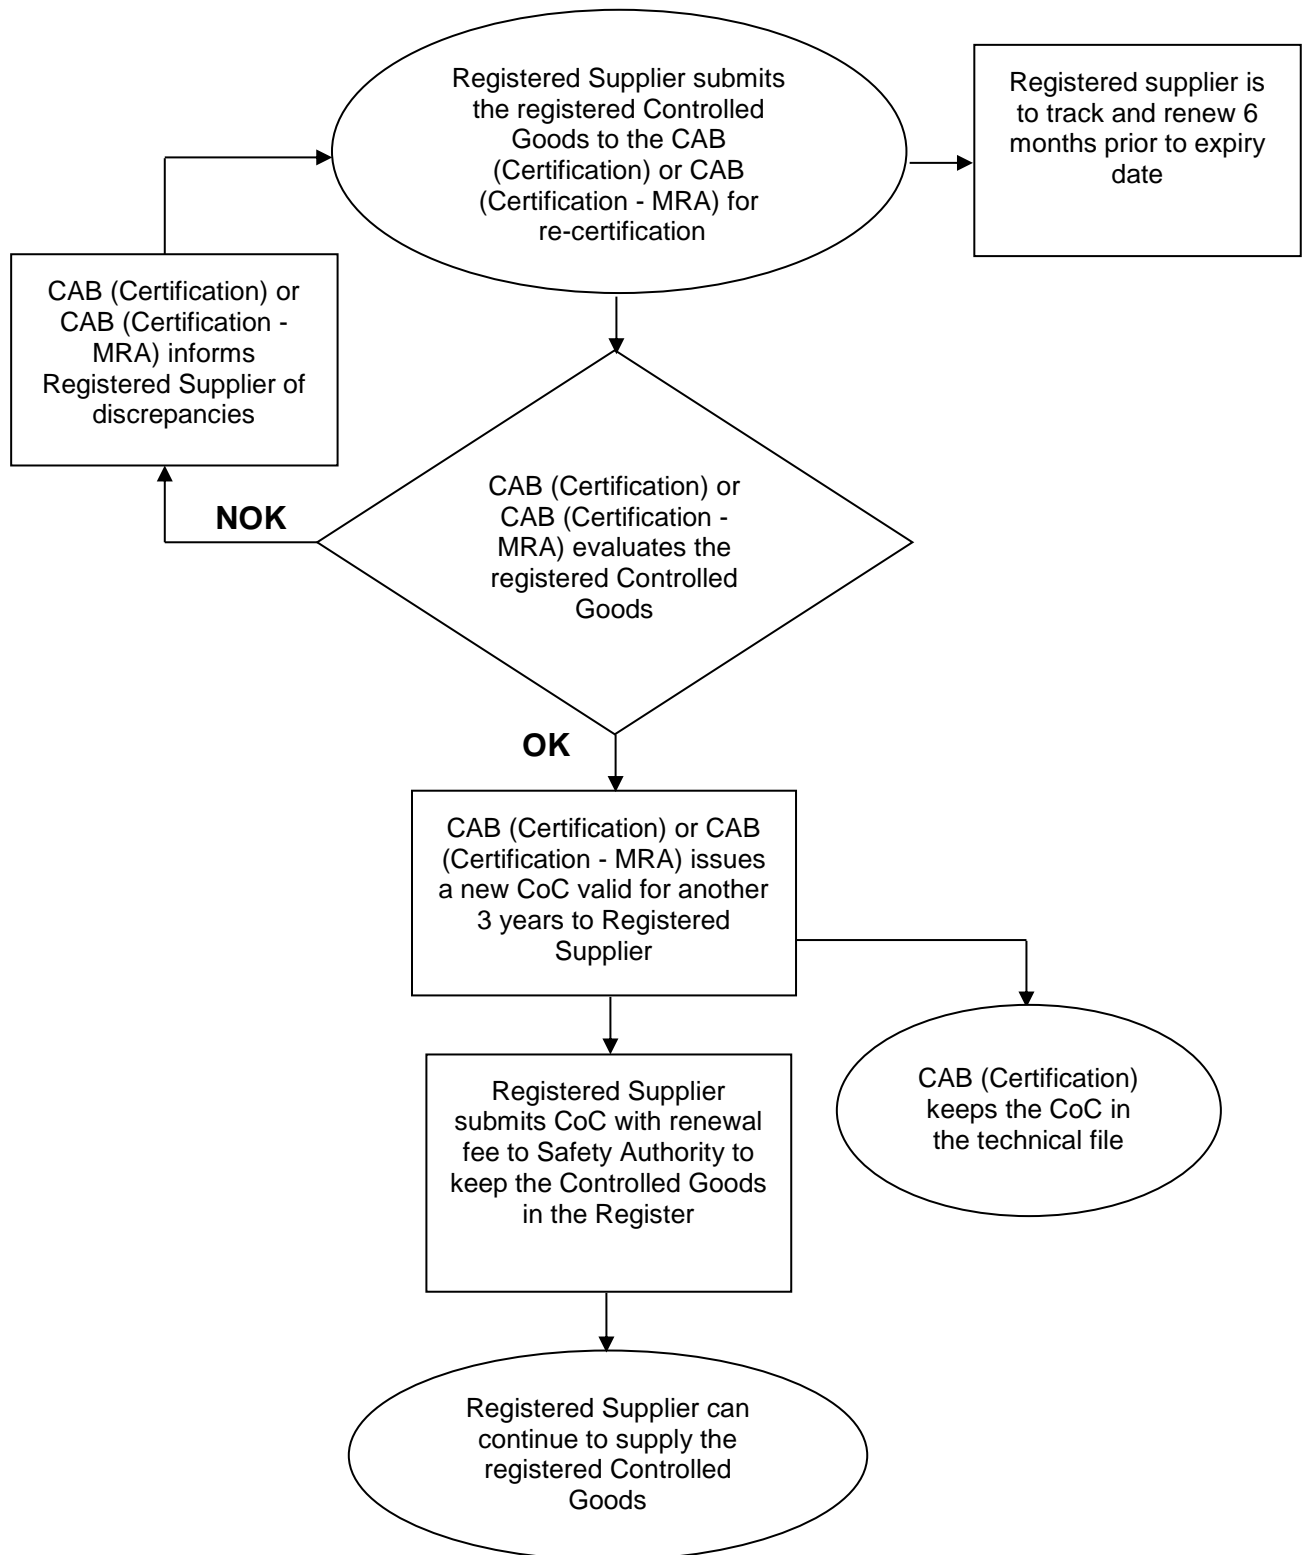 Registered Supplier submits
the registered Controlled
Goods to the CAB
(Certification) or CAB
(Certification - MRA) for
re-certification
Registered supplier is
to track and renew 6
months prior to expiry
date
CAB (Certification) or
CAB (Certification -
MRA) informs
Registered Supplier of
discrepancies
NOK
CAB (Certification) or
CAB (Certification -
MRA) evaluates the
registered Controlled
Goods
OK
CAB (Certification) or CAB
(Certification - MRA) issues
a new CoC valid for another
3 years to Registered
Supplier
Registered Supplier
submits CoC with renewal
fee to Safety Authority to
keep the Controlled Goods
in the Register
CAB (Certification)
keeps the CoC in
the technical file
Registered Supplier can
continue to supply the
registered Controlled
Goods